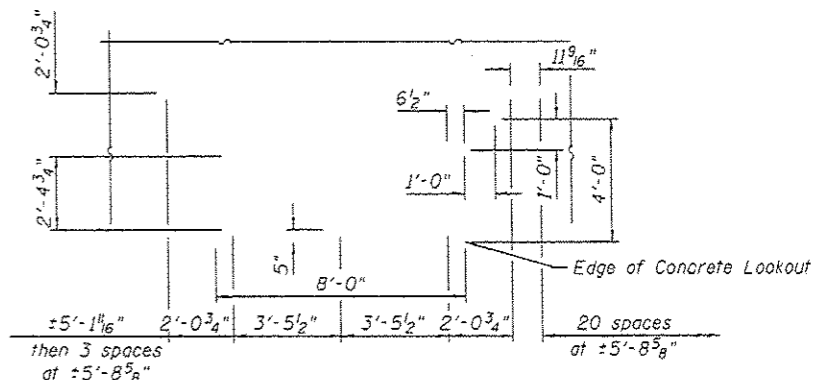 2'-0¾"
11⁹⁄₁₆"
6½"
2'-4¾"
1'-0"
1'-0"
4'-0"
5"
Edge of Concrete Lookout
8'-0"
±5'-1¹¹⁄₁₆" 2'-0¾" 3'-5½" 3'-5½" 2'-0¾" 20 spaces
then 3 spaces at ±5'-8⅝"
at ±5'-8⅝"